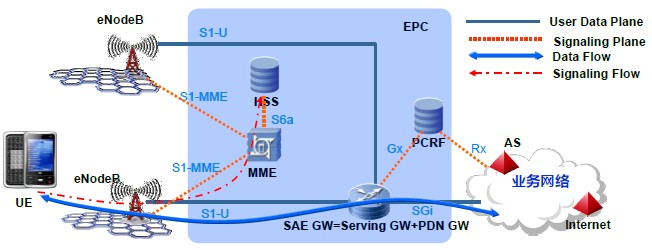 eNodeB
S1-U
EPC
User Data Plane
Signaling Plane
Data Flow
Signaling Flow
HSS
S1-MME
S6a
PCRF
AS
MME
Gx
Rx
S1-MME
eNodeB
业务网络
UE
S1-U
SGi
Internet
SAE GW=Serving GW+PDN GW